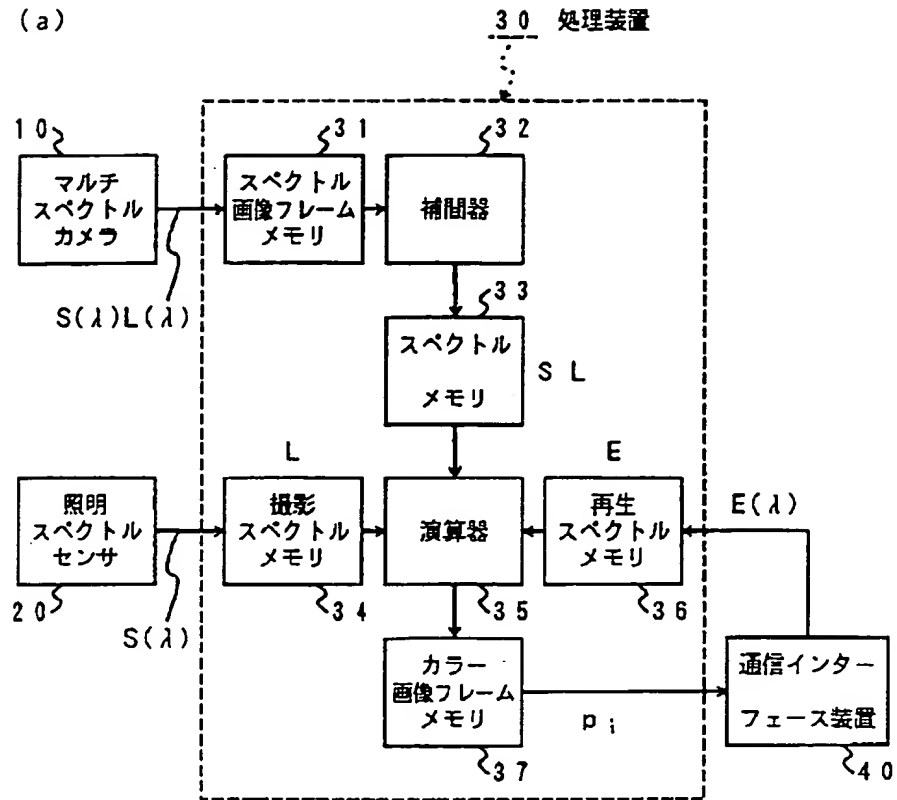 (a)
30 処理装置
10
31
32
マルチ
スペクトル
カメラ
スペクトル
画像フレーム
メモリ
補間器
S(λ)L(λ)
33
スペクトル
メモリ
SL
L
E
照明
スペクトル
センサ
撮影
スペクトル
メモリ
演算器
再生
スペクトル
メモリ
E(λ)
20
S(λ)
34
35
36
カラー
画像フレーム
メモリ
pi
通信インター
フェース装置
37
40